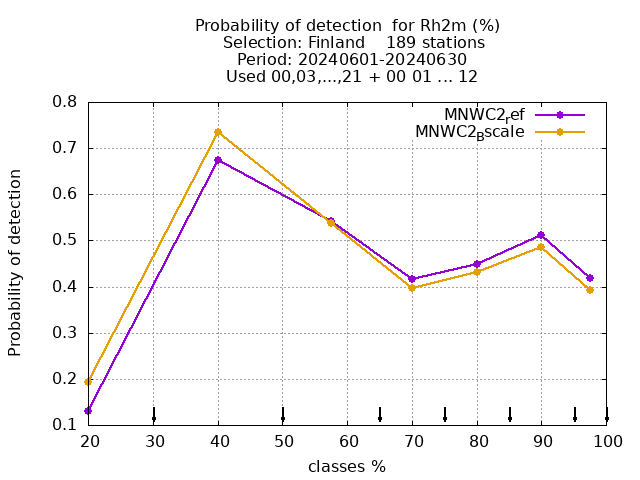 Probability of detection for Rh2m (%)
Selection: Finland 189 stations
Period: 20240601-20240630
Used 00,03,...,21 + 00 01 ... 12
MNWC2ref
MNWC2Bscale
Probability of detection
0.8
0.7
0.6
0.5
0.4
0.3
0.2
0.1
20 30 40 50 60 70 80 90 100
classes %